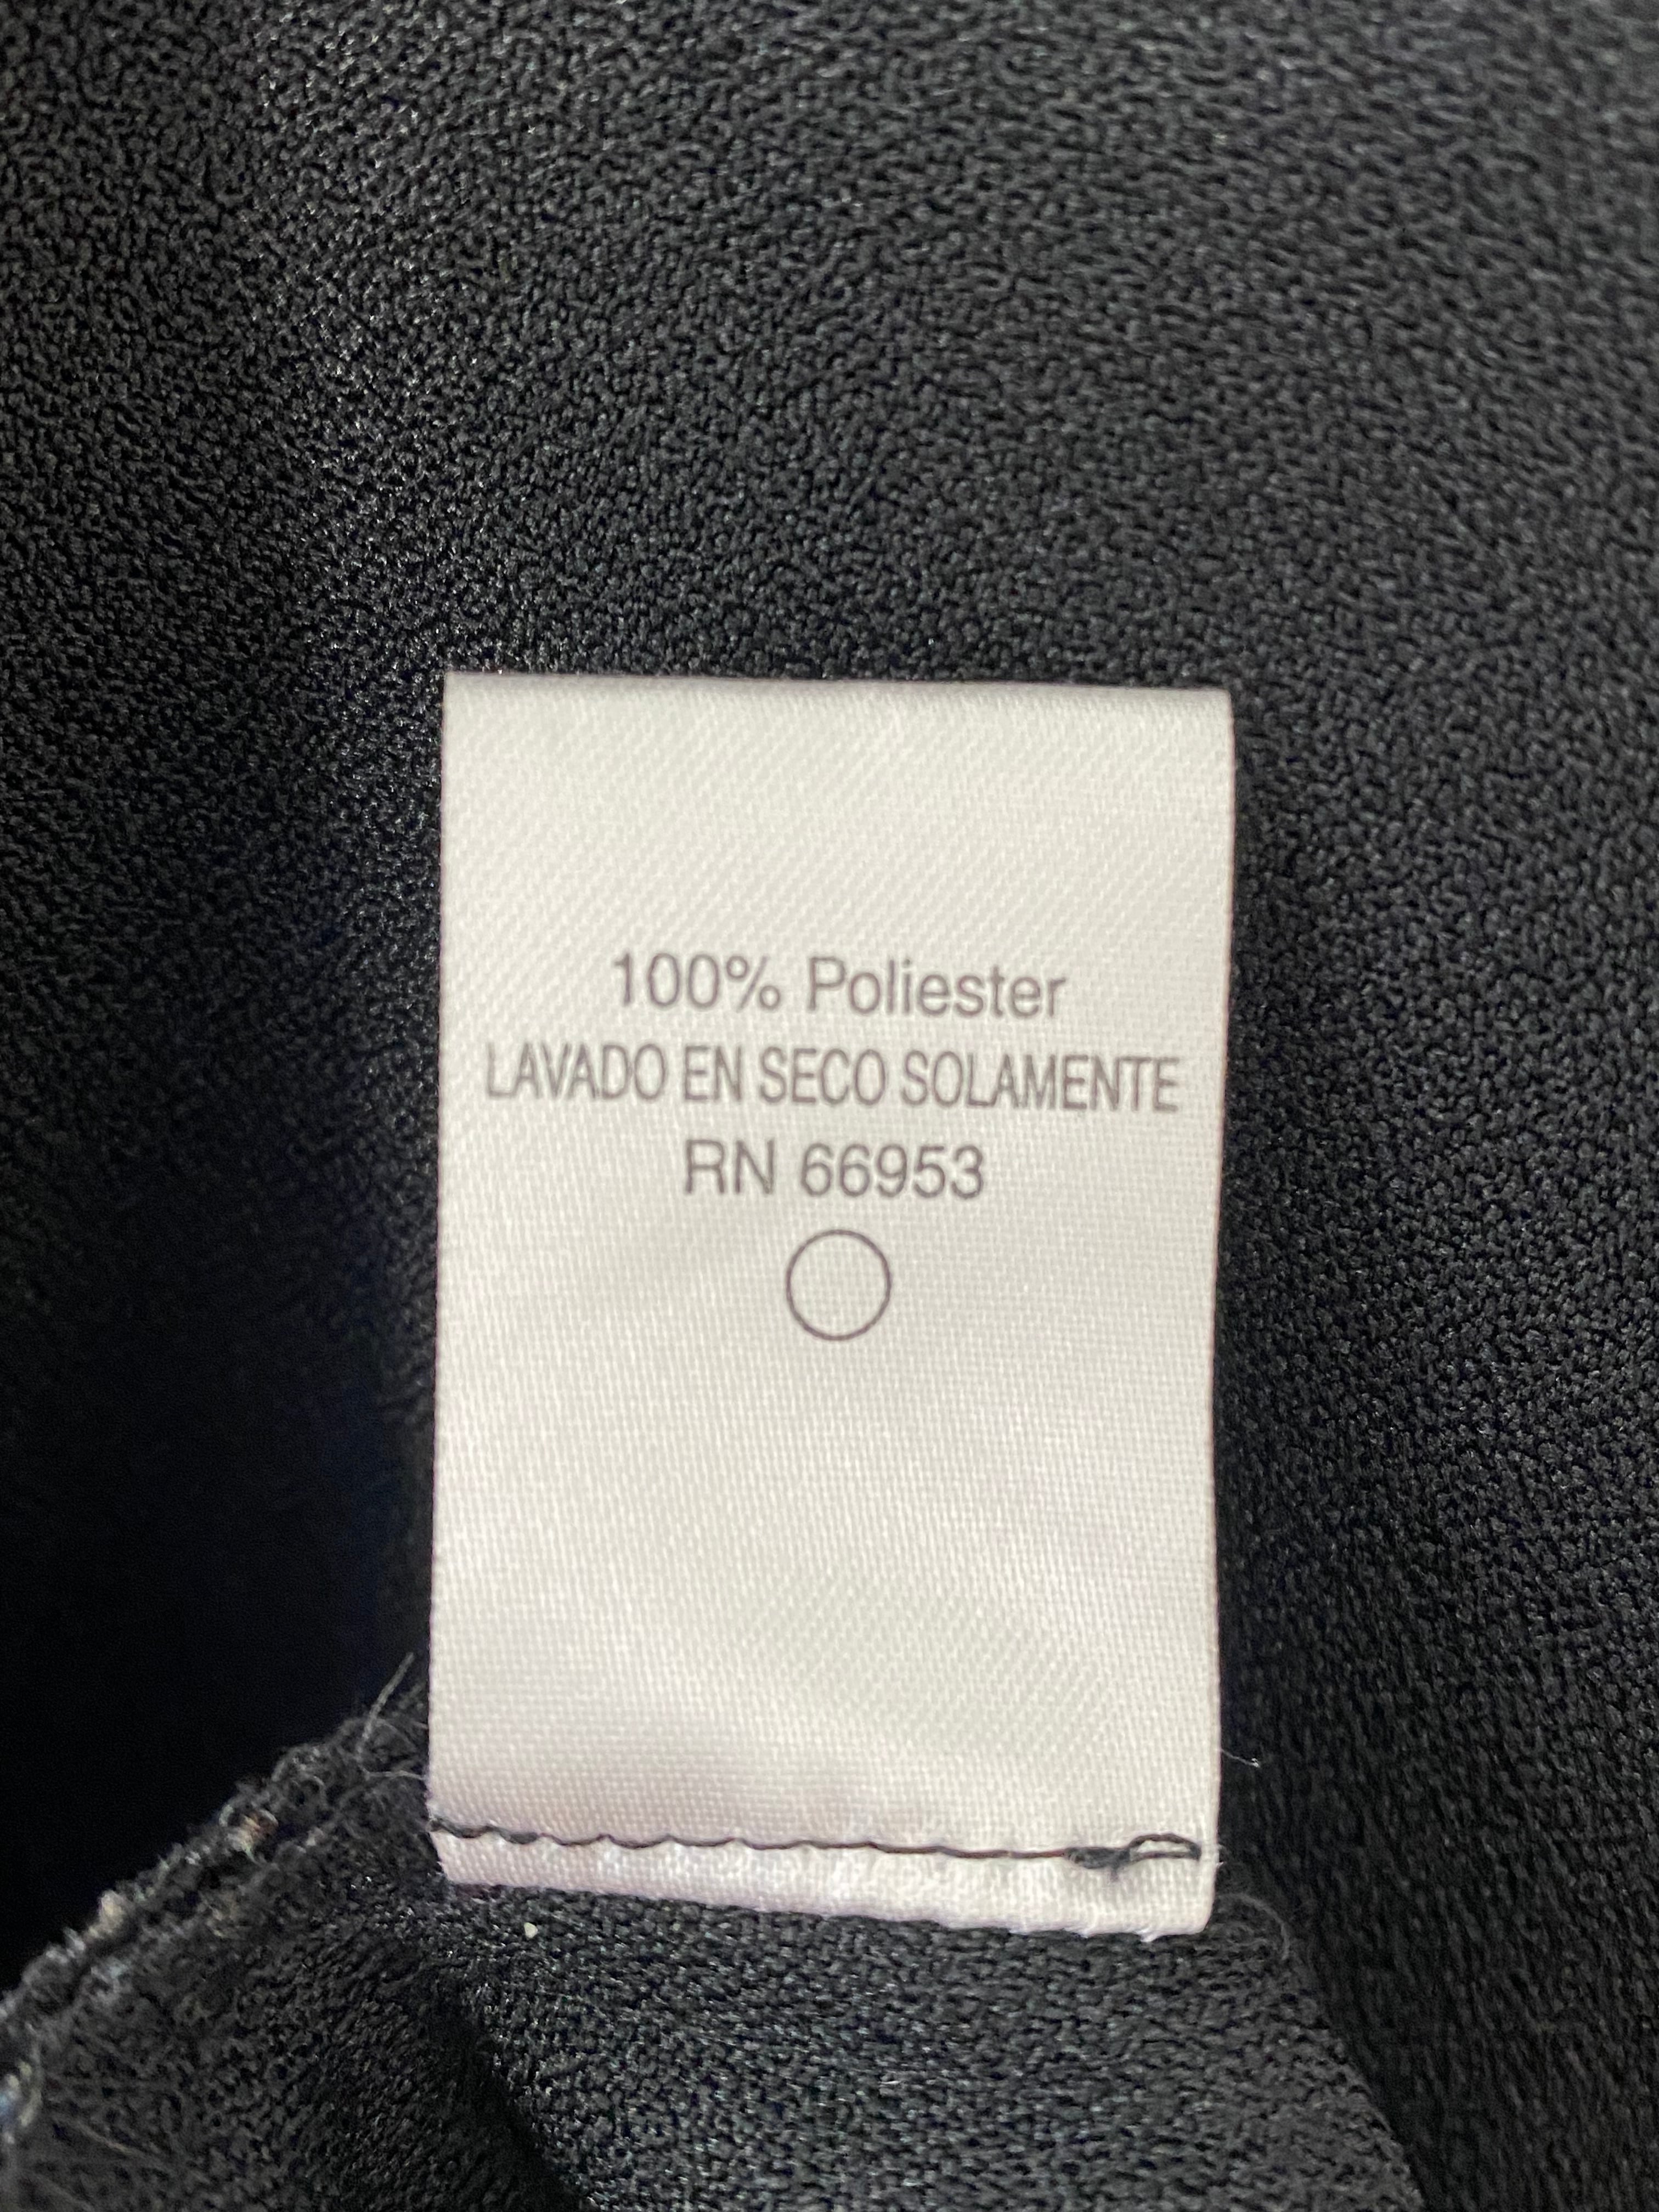 100% Poliester
LAVADO EN SECO SOLAMENTE
RN 66953